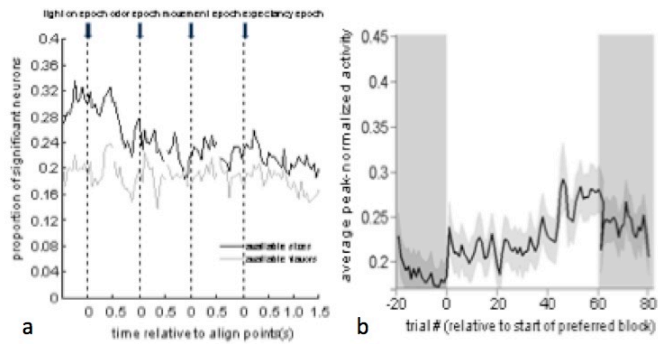 light on epoch odor epoch movement epoch expectancy epoch
proportion of significant neurons
0.4
0.36
0.32
0.28
0.24
0.2
0.16
0.12
0.08
0.04
0
available sizes
available flavors
0 0.5 0 0.5 0 0.5 0 0.5 1.0 1.5
time relative to align points(s)
a
average peak-normalized activity
0.45
0.4
0.35
0.3
0.25
0.2
-20 0 20 40 60 80
trial # (relative to start of preferred block)
b